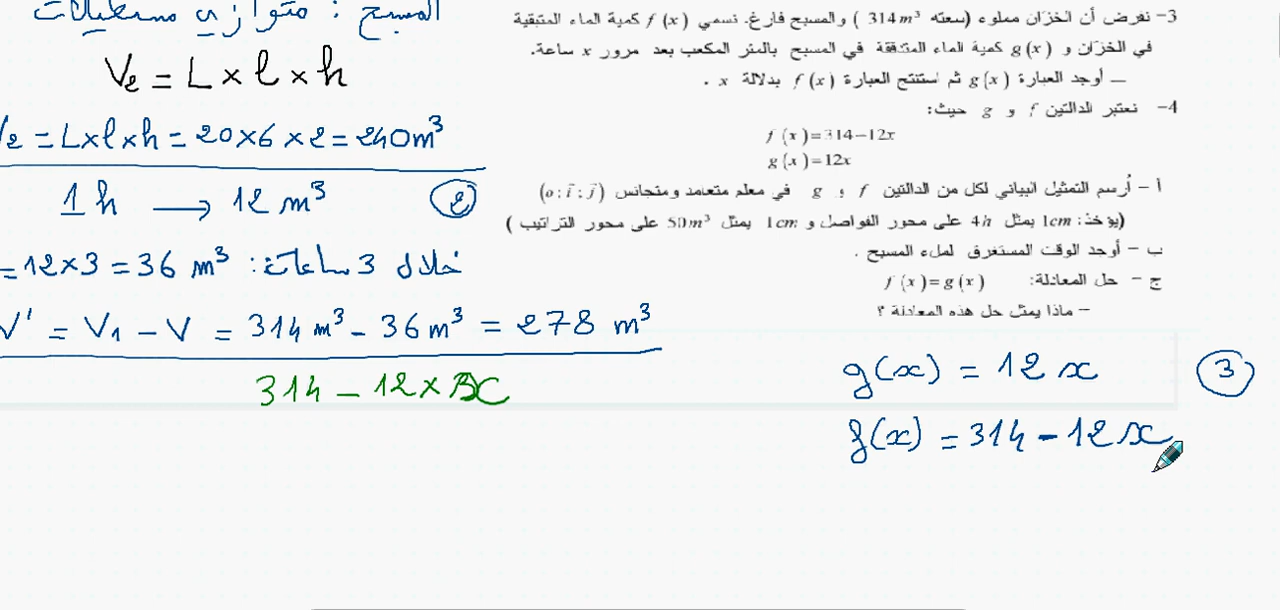 المسبح : متوازي مستطيلات
V₂ = L × l × h
V₂ = L×l×h = 20×6×2 = 240 m³
1 h → 12 m³
②
خلال 3 ساعات: = 12×3 = 36 m³
V' = V₁ – V = 314 m³ – 36 m³ = 278 m³
314 – 12 × x
3– نفرض أن الخزان مملوء (سعته 314m³ ) والمسبح فارغ. نسمي f(x) كمية الماء المتبقية
في الخزان و g(x) كمية الماء المتدفقة في المسبح بالمتر المكعب بعد مرور x ساعة.
— أوجد العبارة g(x) ثم استنتج العبارة f(x) بدلالة x .
4– نعتبر الدالتين f و g حيث:
f(x)=314–12x
g(x)=12x
أ – أرسم التمثيل البياني لكل من الدالتين f و g في معلم متعامد ومتجانس (o;i⃗;j⃗)
(يؤخذ: 1cm يمثل 4h على محور الفواصل و 1cm يمثل 50m³ على محور التراتيب )
ب – أوجد الوقت المستغرق لملء المسبح .
ج – حل المعادلة: f(x)=g(x)
– ماذا يمثل حل هذه المعادلة ؟
③
g(x) = 12x
f(x) = 314 – 12x